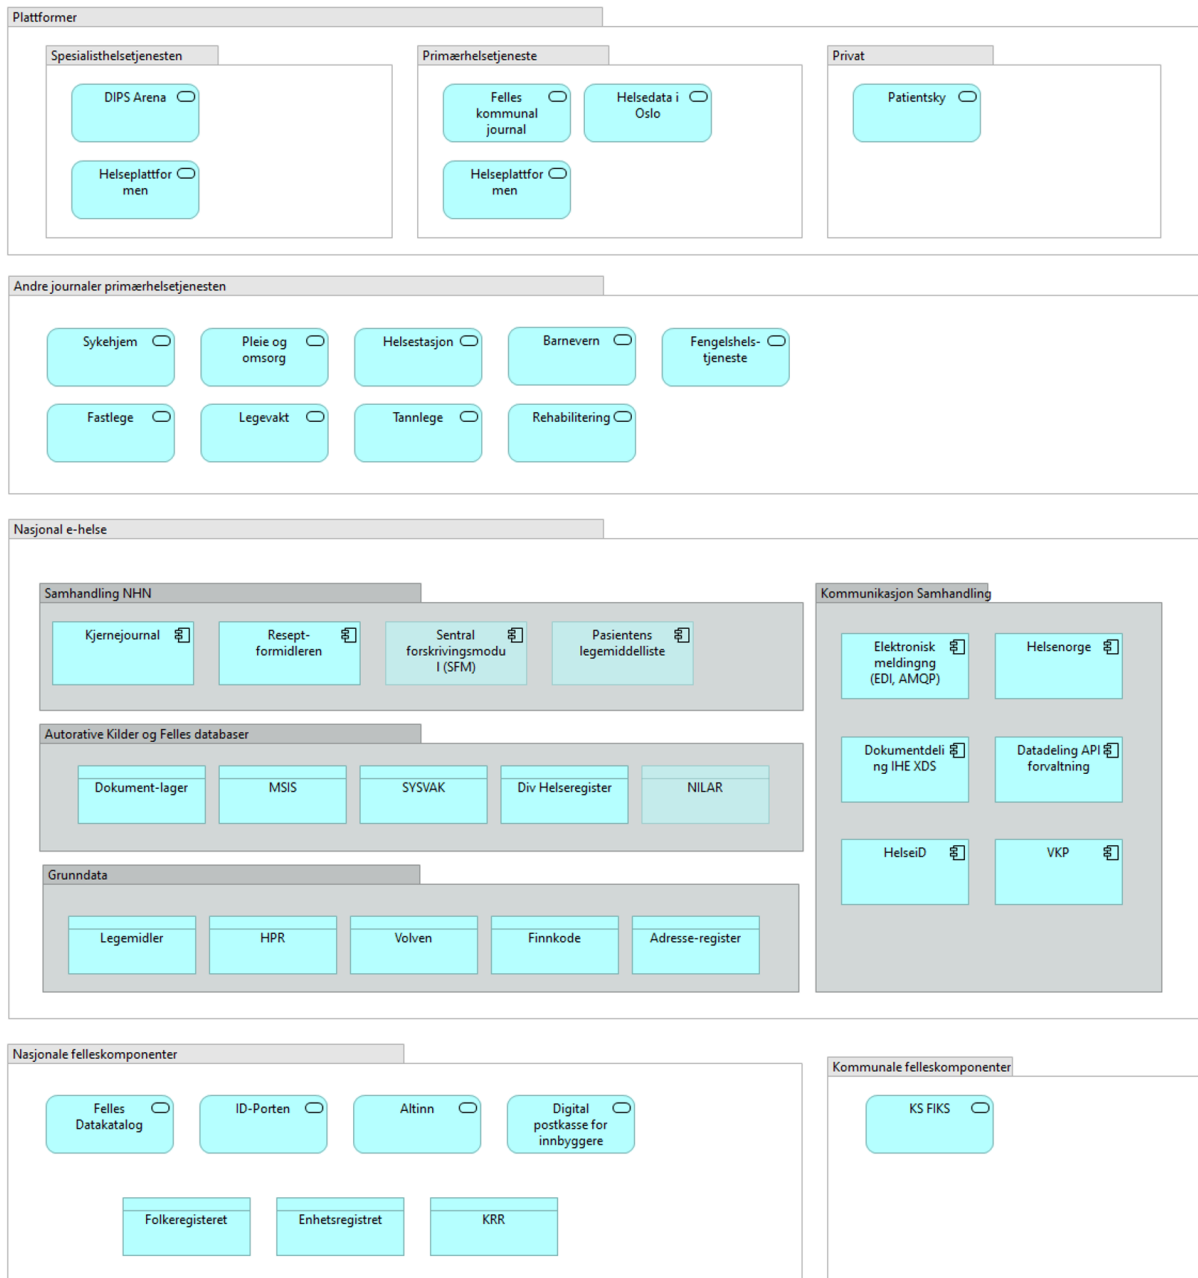 Plattformer
Spesialisthelsetjenesten
DIPS Arena
Helseplattfor
men
Primærhelsetjeneste
Felles
kommunal
journal
Helsedata i
Oslo
Helseplattfor
men
Privat
Patientsky
Andre journaler primærhelsetjenesten
Sykehjem
Pleie og
omsorg
Helsestasjon
Barnevern
Fengelshels-
tjeneste
Fastlege
Legevakt
Tannlege
Rehabilitering
Nasjonal e-helse
Samhandling NHN
Kjernejournal
Resept-
formidleren
Sentral
forskrivingsmodu
l (SFM)
Pasientens
legemiddelliste
Autorative Kilder og Felles databaser
Dokument-lager
MSIS
SYSVAK
Div Helseregister
NILAR
Grunndata
Legemidler
HPR
Volven
Finnkode
Adresse-register
Kommunikasjon Samhandling
Elektronisk
meldingng
(EDI, AMQP)
Helsenorge
Dokumentdeli
ng IHE XDS
Datadeling API
forvaltning
HelseiD
VKP
Nasjonale felleskomponenter
Felles
Datakatalog
ID-Porten
Altinn
Digital
postkasse for
innbyggere
Folkeregisteret
Enhetsregistret
KRR
Kommunale felleskomponenter
KS FIKS